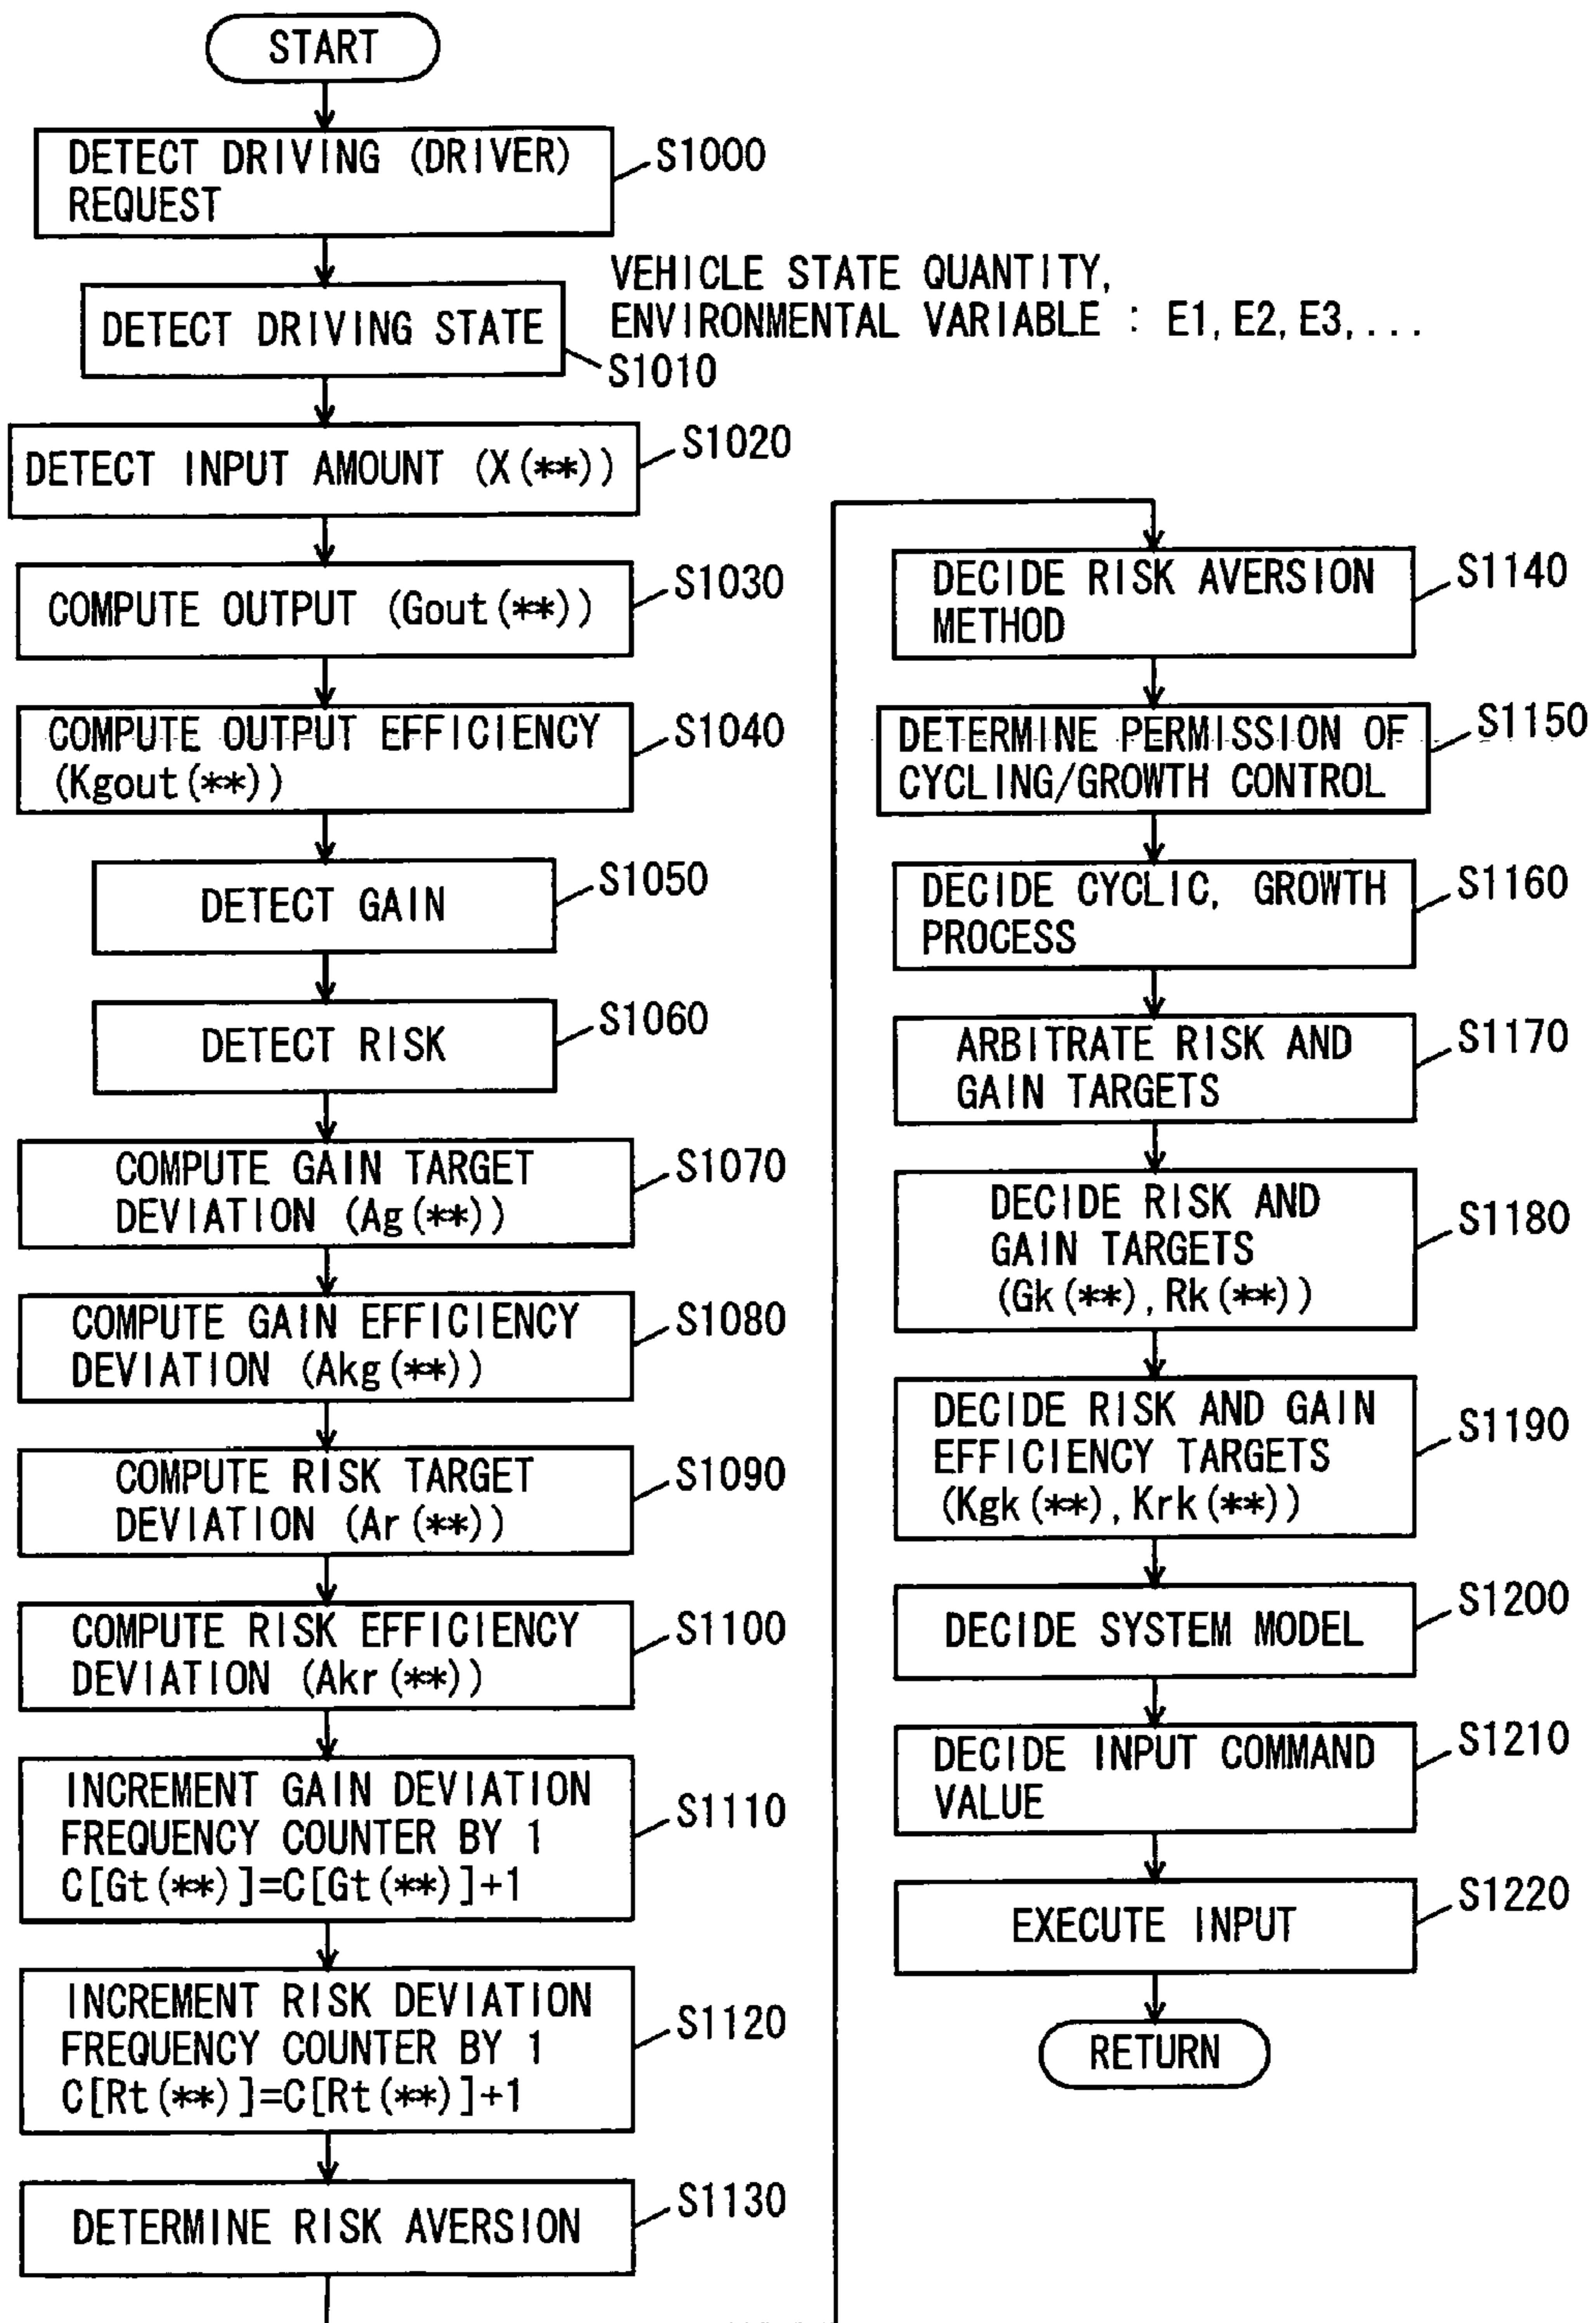 START
DETECT DRIVING (DRIVER)
REQUEST
S1000
VEHICLE STATE QUANTITY,
ENVIRONMENTAL VARIABLE : E1, E2, E3, ...
DETECT DRIVING STATE
S1010
DETECT INPUT AMOUNT (X(**))
S1020
COMPUTE OUTPUT (Gout(**))
S1030
COMPUTE OUTPUT EFFICIENCY
(Kgout(**))
S1040
DETECT GAIN
S1050
DETECT RISK
S1060
COMPUTE GAIN TARGET
DEVIATION (Ag(**))
S1070
COMPUTE GAIN EFFICIENCY
DEVIATION (Akg(**))
S1080
COMPUTE RISK TARGET
DEVIATION (Ar(**))
S1090
COMPUTE RISK EFFICIENCY
DEVIATION (Akr(**))
S1100
INCREMENT GAIN DEVIATION
FREQUENCY COUNTER BY 1
C[Gt(**)]=C[Gt(**)]+1
S1110
INCREMENT RISK DEVIATION
FREQUENCY COUNTER BY 1
C[Rt(**)]=C[Rt(**)]+1
S1120
DETERMINE RISK AVERSION
S1130
DECIDE RISK AVERSION
METHOD
S1140
DETERMINE PERMISSION OF
CYCLING/GROWTH CONTROL
S1150
DECIDE CYCLIC, GROWTH
PROCESS
S1160
ARBITRATE RISK AND
GAIN TARGETS
S1170
DECIDE RISK AND
GAIN TARGETS
(Gk(**), Rk(**))
S1180
DECIDE RISK AND GAIN
EFFICIENCY TARGETS
(Kgk(**), Krk(**))
S1190
DECIDE SYSTEM MODEL
S1200
DECIDE INPUT COMMAND
VALUE
S1210
EXECUTE INPUT
S1220
RETURN